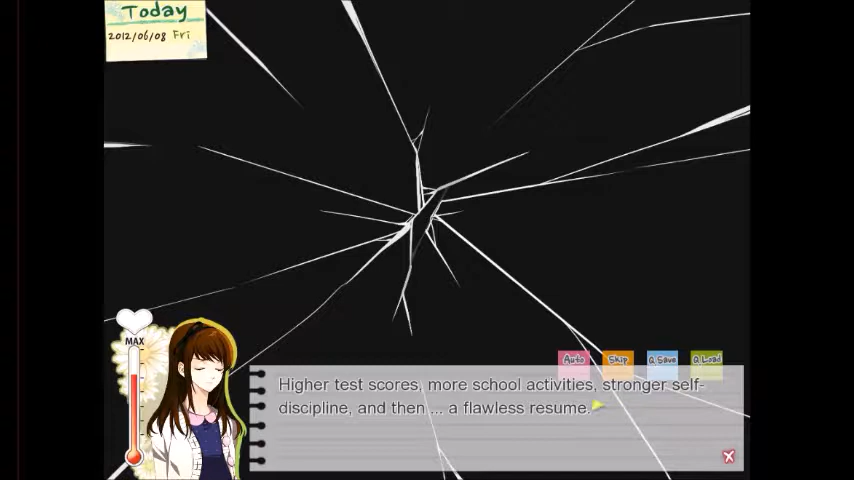 Today
2012/06/08 Fri
MAX
Auto Skip Q.Save Q.Load
Higher test scores, more school activities, stronger self-
discipline, and then ... a flawless resume.